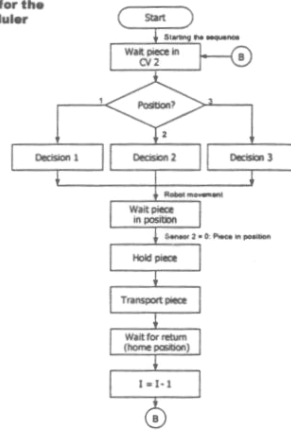 for the
duler
Start
Starting the sequence
Wait piece in
CV 2
B
Position?
1
3
2
Decision 1
Decision 2
Decision 3
Robot movement
Wait piece
in position
Sensor 2 = 0: Piece in position
Hold piece
Transport piece
Wait for return
(home position)
I = I - 1
B